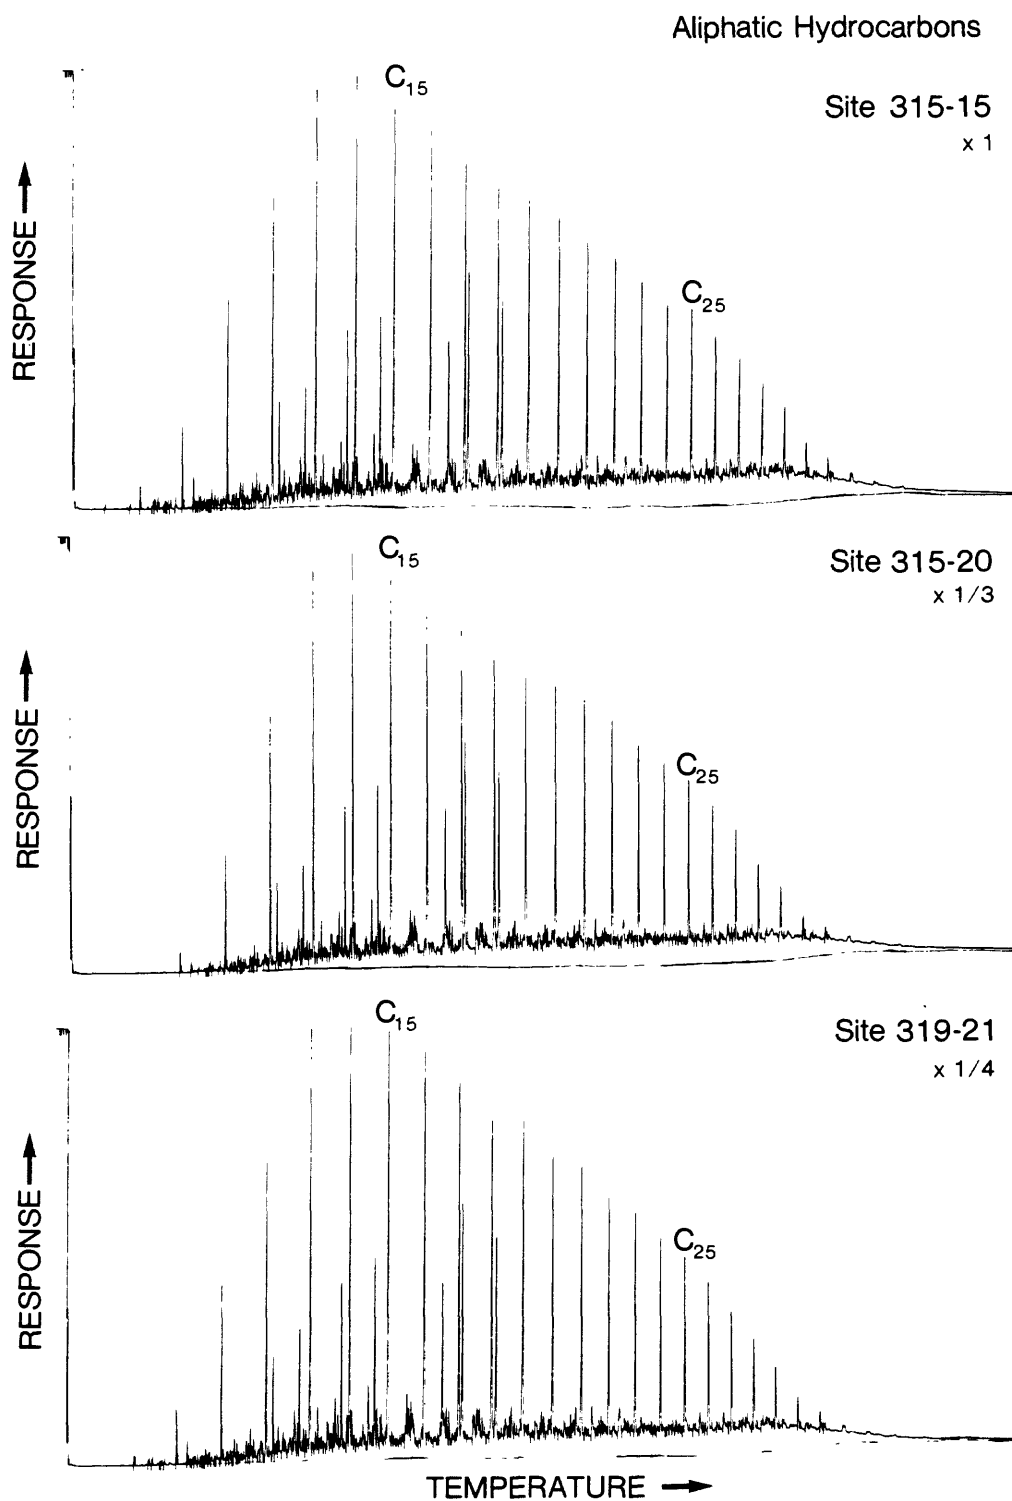 Aliphatic Hydrocarbons
C15
Site 315-15
x 1
RESPONSE
C25
C15
Site 315-20
x 1/3
RESPONSE
C25
C15
Site 319-21
x 1/4
RESPONSE
C25
TEMPERATURE